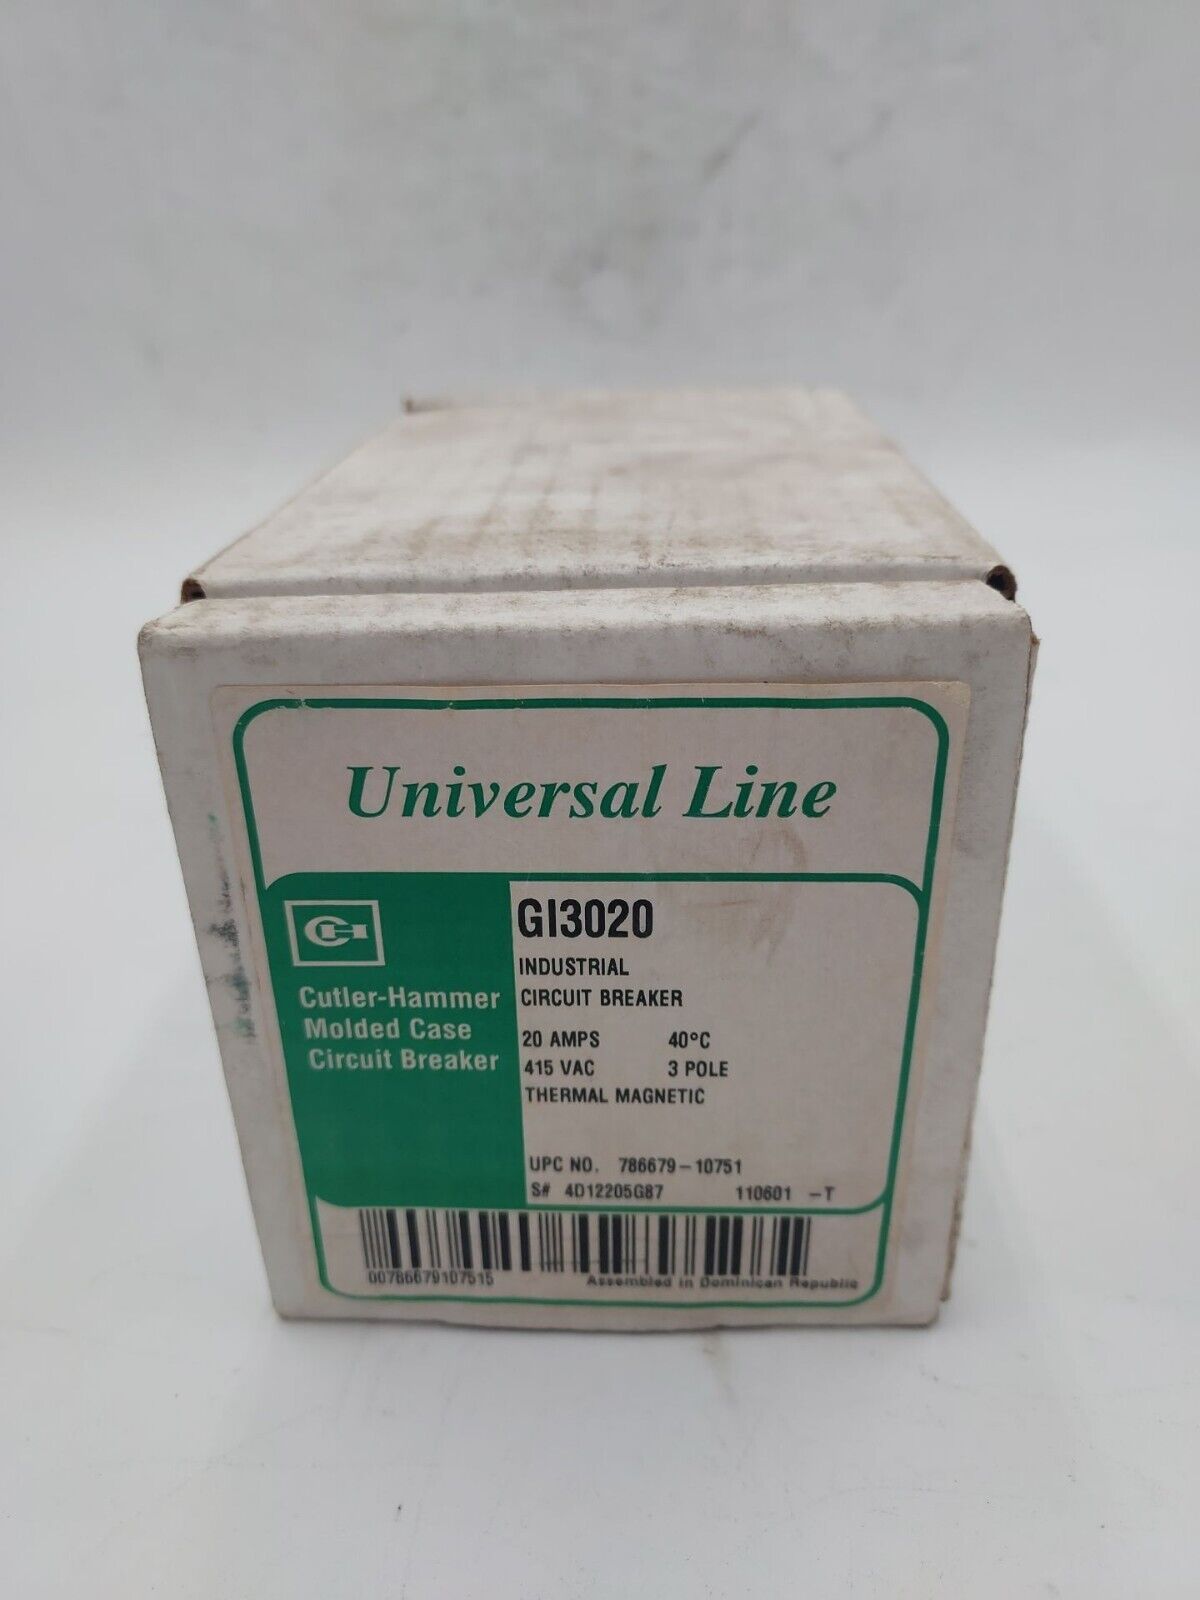 Universal Line
CH
Cutler-Hammer
Molded Case
Circuit Breaker
GI3020
INDUSTRIAL
CIRCUIT BREAKER
20 AMPS 40°C
415 VAC 3 POLE
THERMAL MAGNETIC
UPC NO. 786679-10751
S# 4D12205G87 110601 -T
00786679107515
Assembled in Dominican Republic